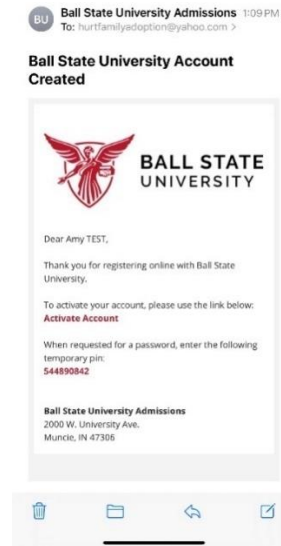 BU
Ball State University Admissions 1:09 PM
To: hurtfamilyadoption@yahoo.com >
Ball State University Account
Created
BALL STATE
UNIVERSITY
Dear Amy TEST,
Thank you for registering online with Ball State
University.
To activate your account, please use the link below:
Activate Account
When requested for a password, enter the following
temporary pin:
544890842
Ball State University Admissions
2000 W. University Ave.
Muncie, IN 47306